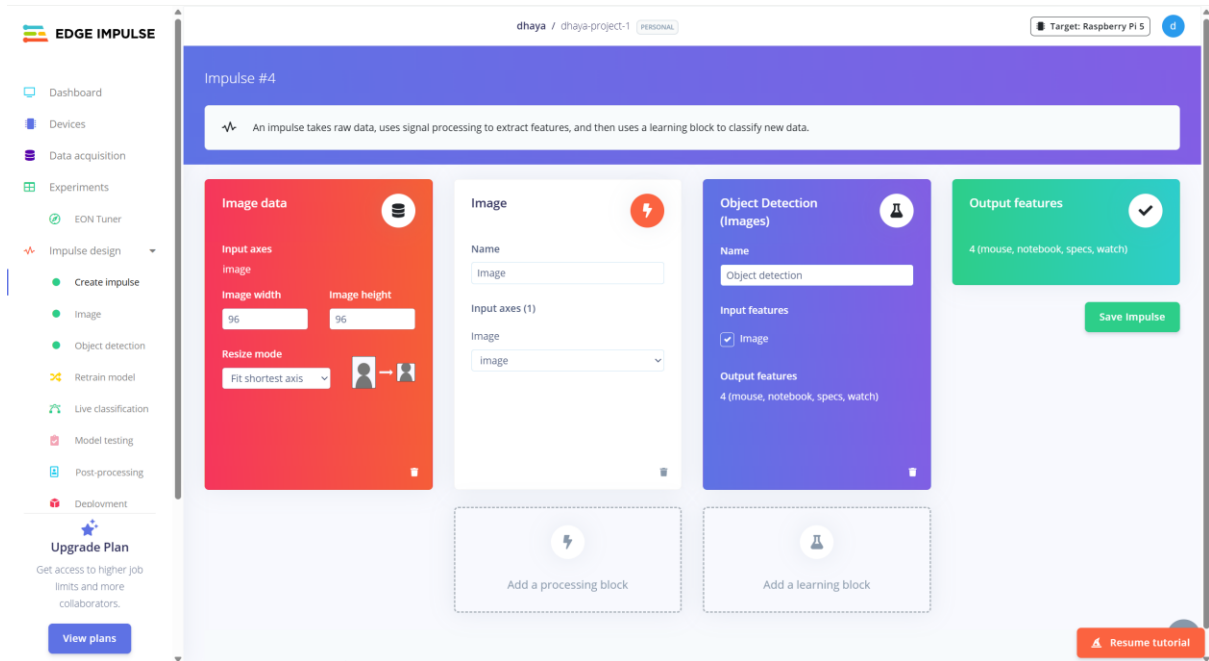 EDGE IMPULSE
Dashboard
Devices
Data acquisition
Experiments
EON Tuner
Impulse design
Create impulse
Image
Object detection
Retrain model
Live classification
Model testing
Post-processing
Deployment
Upgrade Plan
Get access to higher job
limits and more
collaborators.
View plans
dhaya / dhaya-project-1 PERSONAL
Target: Raspberry Pi 5
d
Impulse #4
An impulse takes raw data, uses signal processing to extract features, and then uses a learning block to classify new data.
Image data
Input axes
image
Image width Image height
96 96
Resize mode
Fit shortest axis
Image
Name
Image
Input axes (1)
Image
image
Object Detection
(Images)
Name
Object detection
Input features
Image
Output features
4 (mouse, notebook, specs, watch)
Output features
4 (mouse, notebook, specs, watch)
Save Impulse
Add a processing block
Add a learning block
Resume tutorial